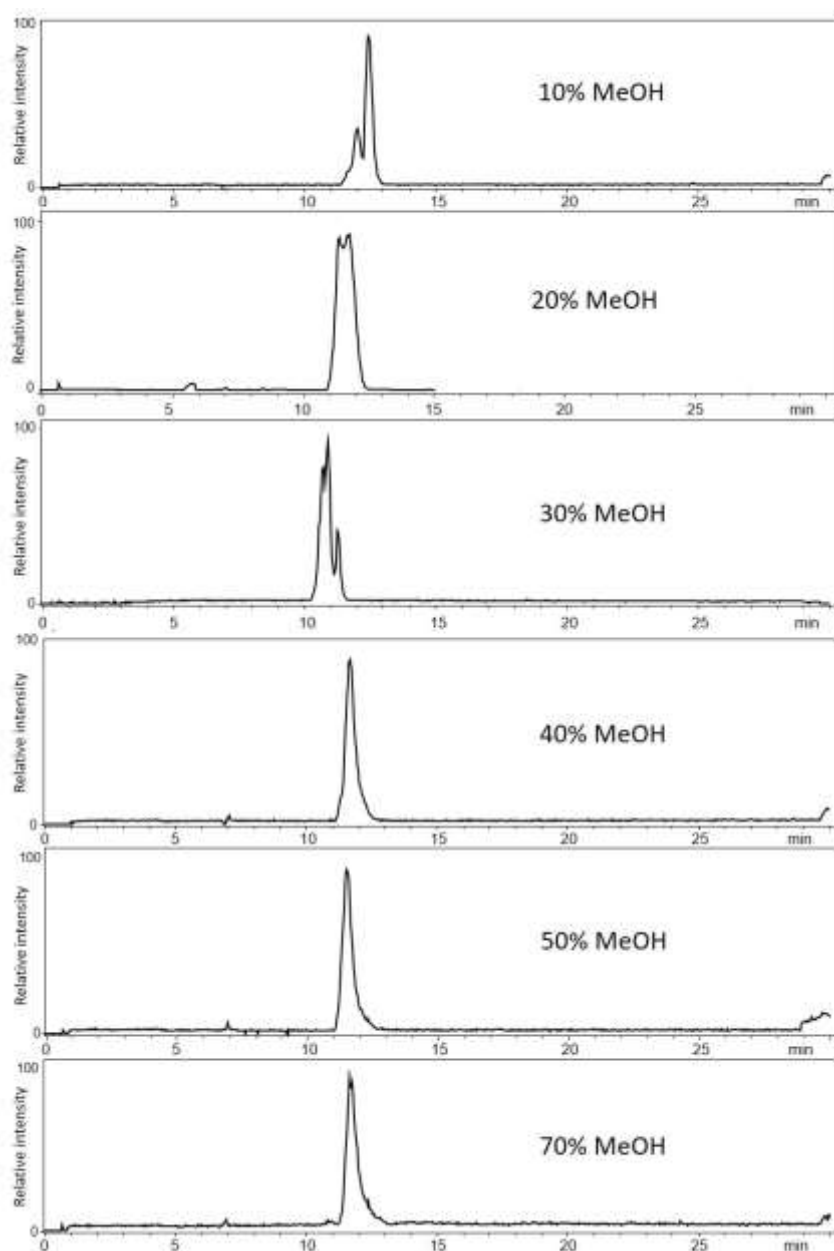 100
Relative intensity
10% MeOH
0
0 5 10 15 20 25 min
100
Relative intensity
20% MeOH
0
0 5 10 15 20 25 min
100
Relative intensity
30% MeOH
0
0 5 10 15 20 25 min
100
Relative intensity
40% MeOH
0
0 5 10 15 20 25 min
100
Relative intensity
50% MeOH
0
0 5 10 15 20 25 min
100
Relative intensity
70% MeOH
0
0 5 10 15 20 25 min